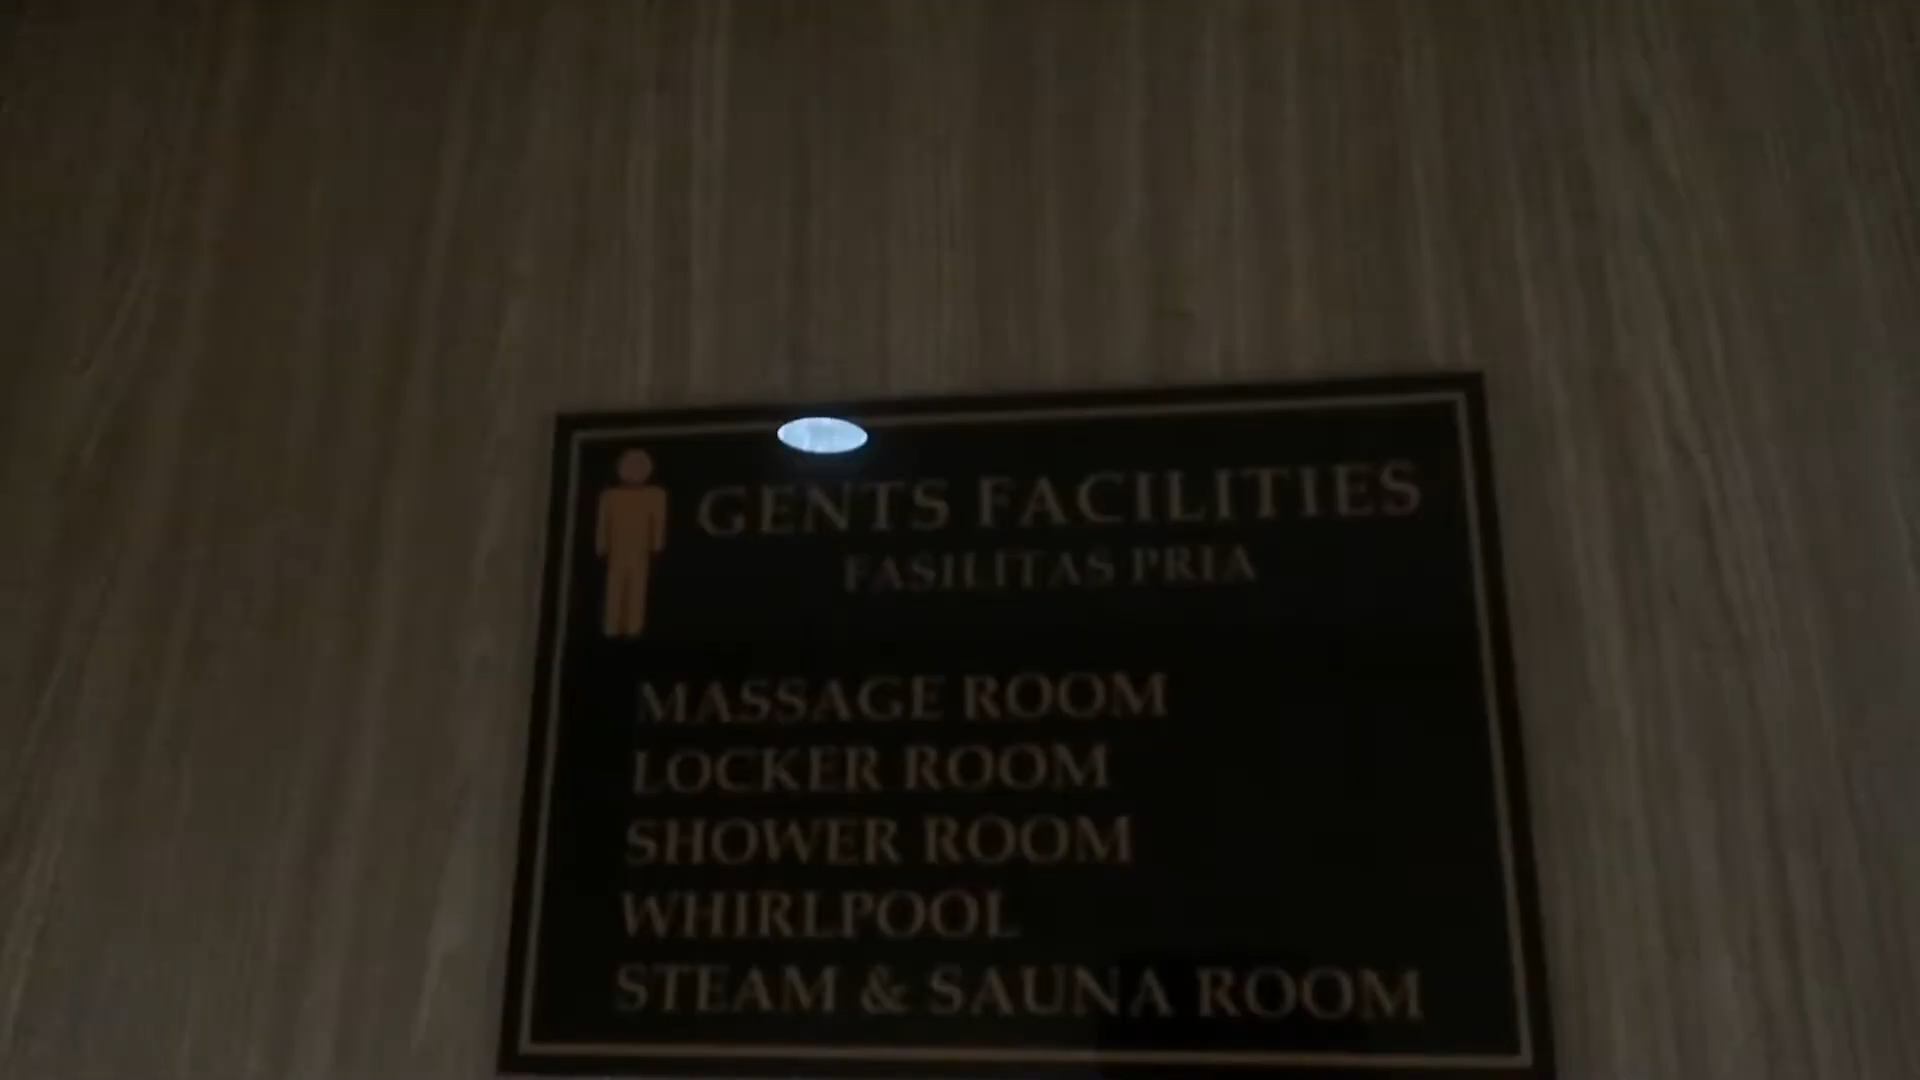 GENTS FACILITIES
FASILITAS PRIA
MASSAGE ROOM
LOCKER ROOM
SHOWER ROOM
WHIRLPOOL
STEAM & SAUNA ROOM